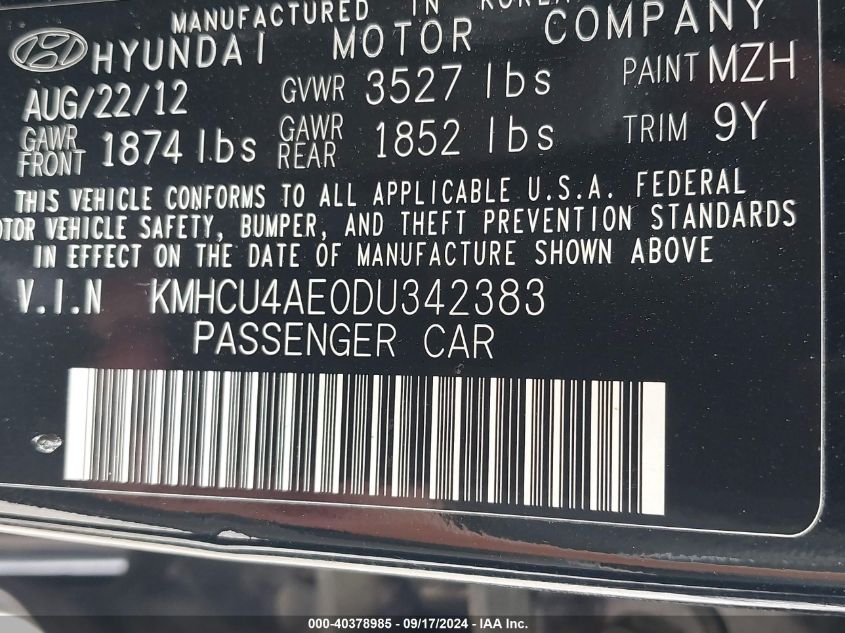 MANUFACTURED IN KOREA
HYUNDAI MOTOR COMPANY
AUG/22/12 GVWR 3527 lbs PAINT MZH
GAWR FRONT 1874 lbs GAWR REAR 1852 lbs TRIM 9Y
THIS VEHICLE CONFORMS TO ALL APPLICABLE U.S.A. FEDERAL
OTOR VEHICLE SAFETY, BUMPER, AND THEFT PREVENTION STANDARDS
IN EFFECT ON THE DATE OF MANUFACTURE SHOWN ABOVE
V.I.N KMHCU4AE0DU342383
PASSENGER CAR
000-40378985 - 09/17/2024 - Copyright © 2024 IAA, Inc.